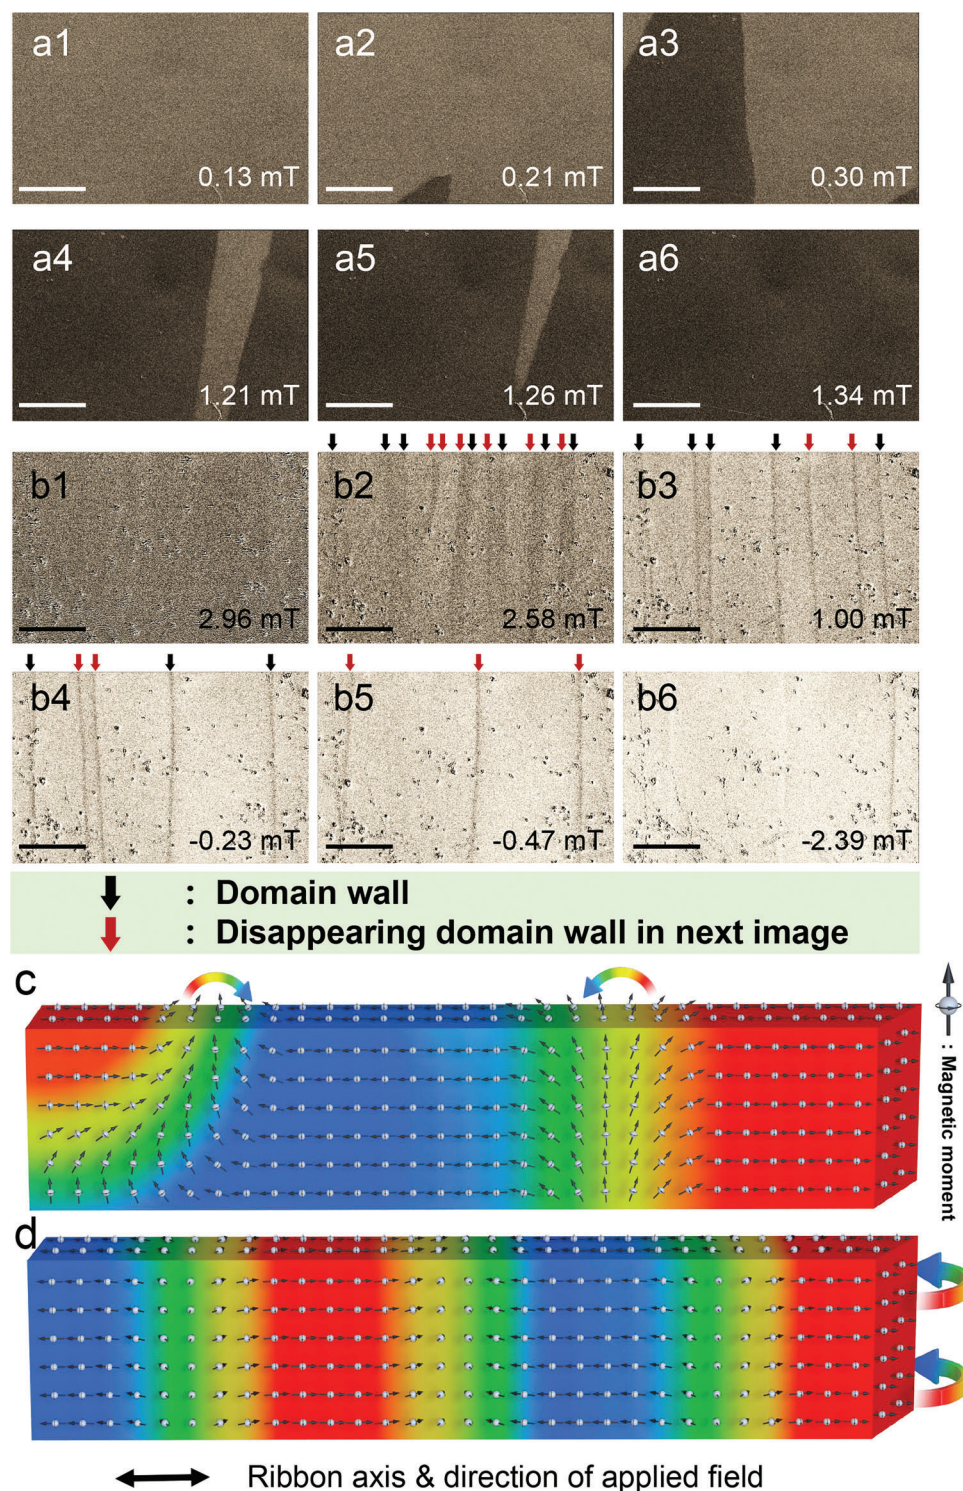 a1
a2
a3
0.13 mT
0.21 mT
0.30 mT
a4
a5
a6
1.21 mT
1.26 mT
1.34 mT
b1
b2
b3
2.96 mT
2.58 mT
1.00 mT
b4
b5
b6
-0.23 mT
-0.47 mT
-2.39 mT
: Domain wall
: Disappearing domain wall in next image
c
: Magnetic moment
d
Ribbon axis & direction of applied field